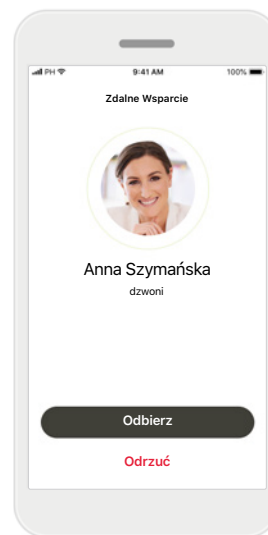 PH 9:41 AM 100%
Zdalne Wsparcie
Anna Szymańska
dzwoni
Odbierz
Odrzuć